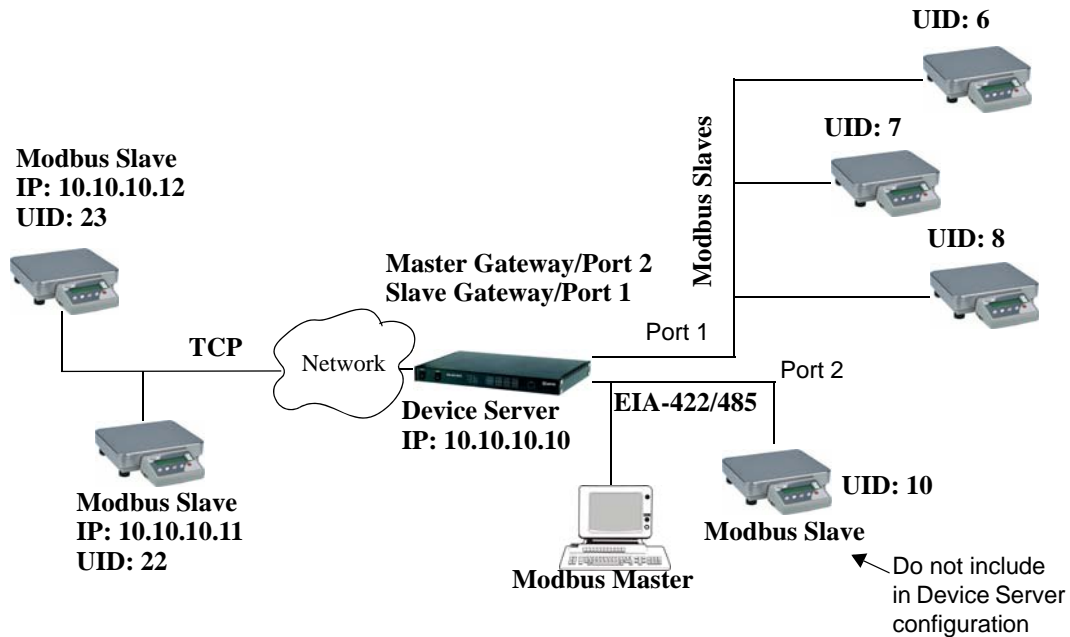 UID: 6
UID: 7
UID: 8
Modbus Slaves
Modbus Slave
IP: 10.10.10.12
UID: 23
Master Gateway/Port 2
Slave Gateway/Port 1
TCP
Network
Port 1
Port 2
EIA-422/485
Device Server
IP: 10.10.10.10
Modbus Slave
IP: 10.10.10.11
UID: 22
UID: 10
Modbus Slave
Modbus Master
Do not include
in Device Server
configuration